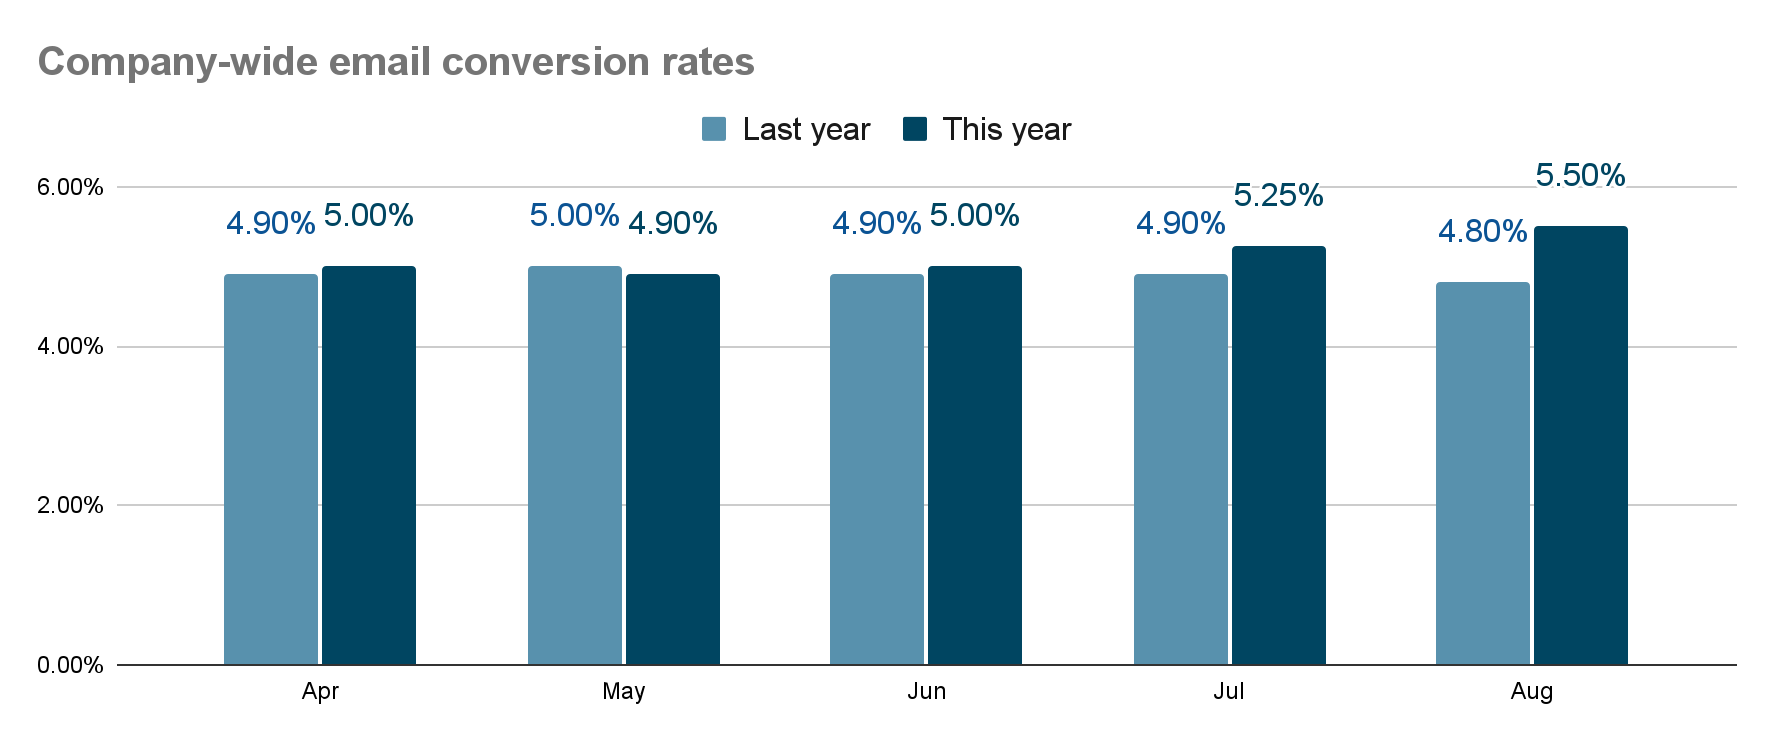 Company-wide email conversion rates
Last year This year
6.00%
4.90% 5.00% 5.00% 4.90% 4.90% 5.00% 4.90% 5.25% 4.80% 5.50%
4.00%
2.00%
0.00%
Apr May Jun Jul Aug